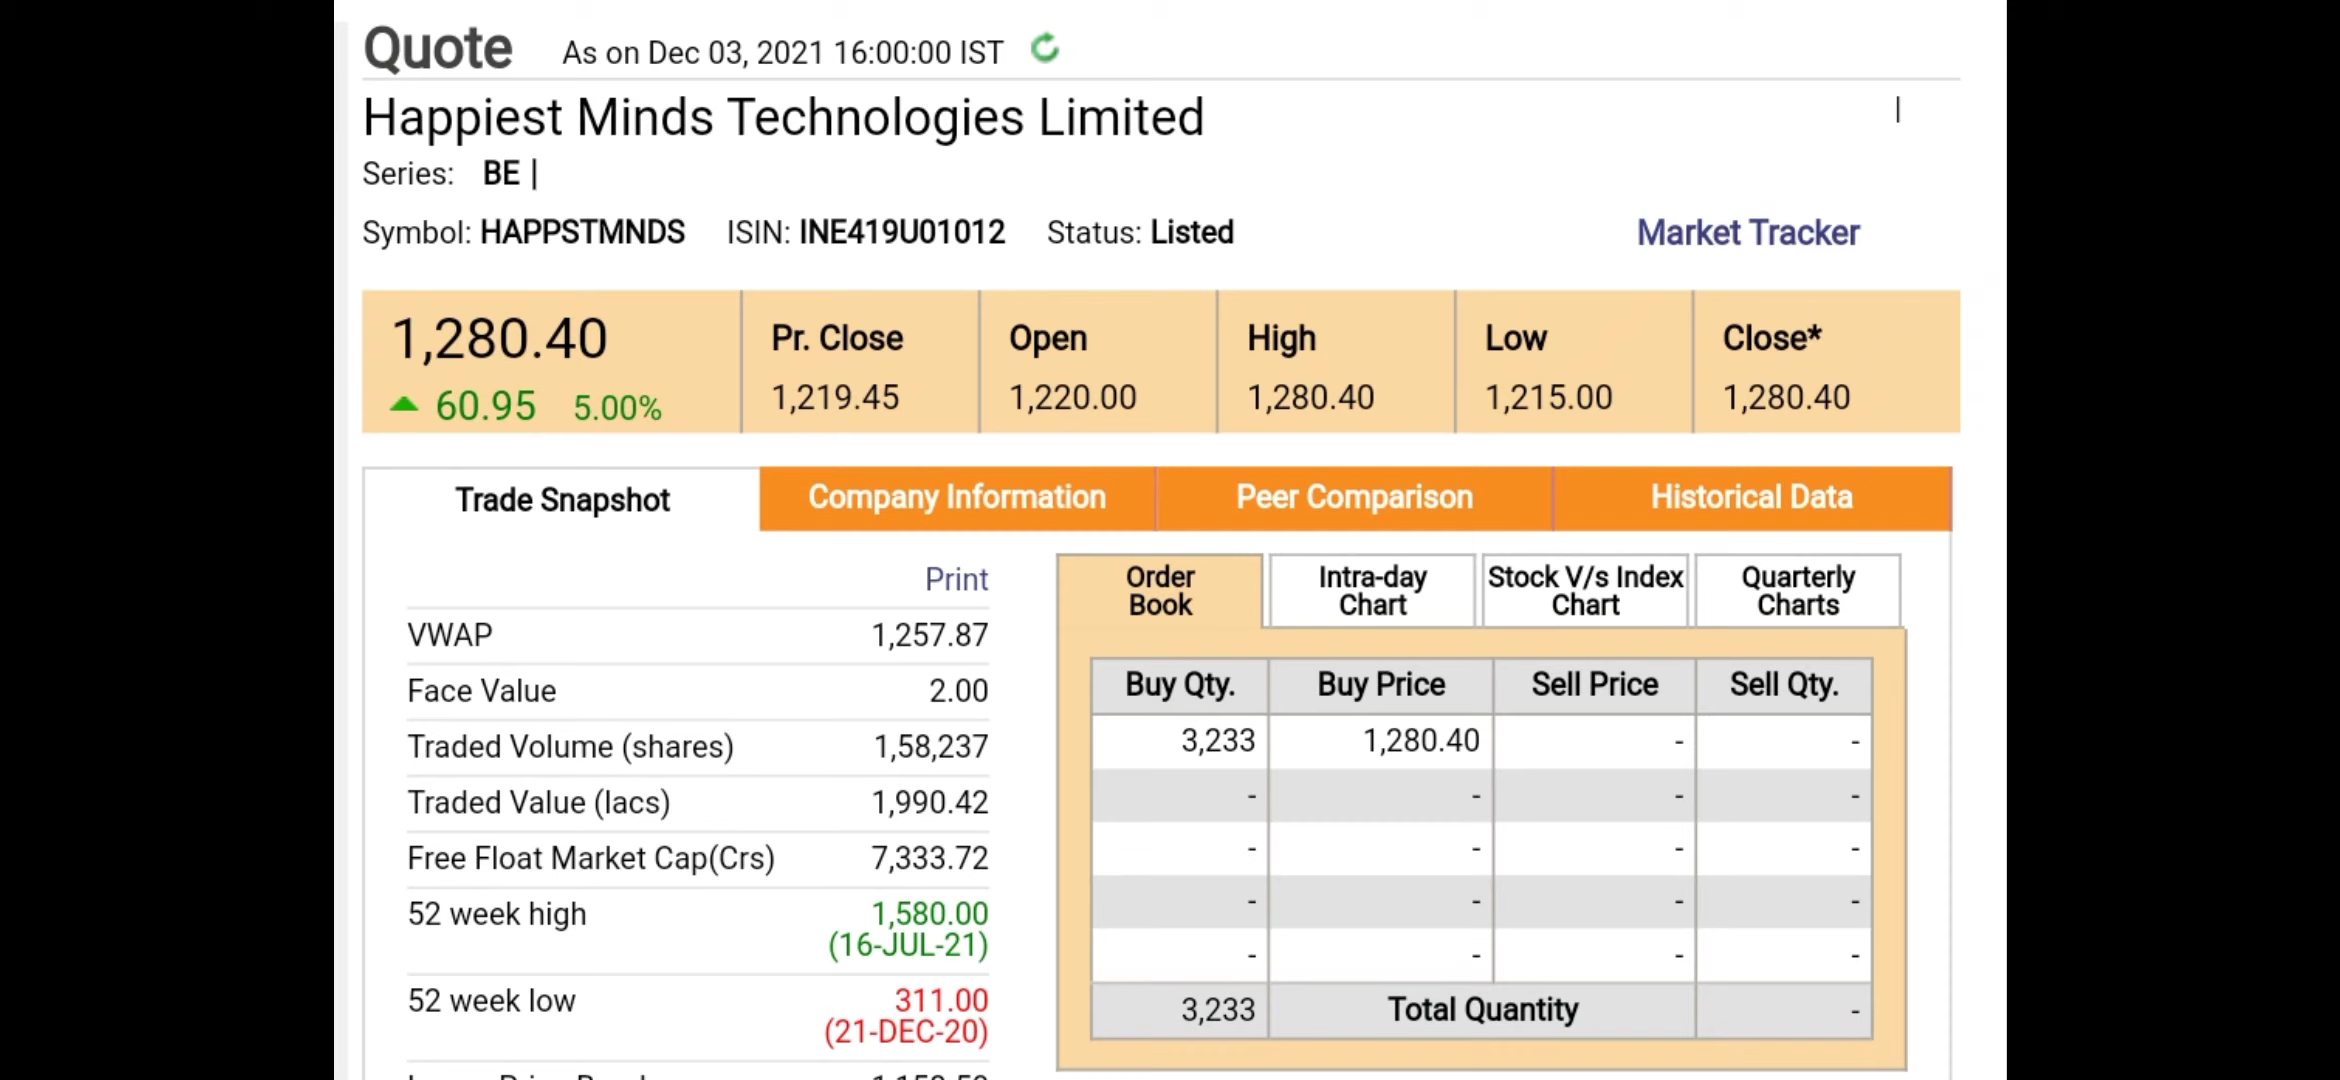 Quote As on Dec 03, 2021 16:00:00 IST
Happiest Minds Technologies Limited |
Series: BE |
Symbol: HAPPSTMNDS ISIN: INE419U01012 Status: Listed Market Tracker
1,280.40 Pr. Close Open High Low Close*
60.95 5.00% 1,219.45 1,220.00 1,280.40 1,215.00 1,280.40
Trade Snapshot Company Information Peer Comparison Historical Data
Print
VWAP 1,257.87
Face Value 2.00
Traded Volume (shares) 1,58,237
Traded Value (lacs) 1,990.42
Free Float Market Cap(Crs) 7,333.72
52 week high 1,580.00
(16-JUL-21)
52 week low 311.00
(21-DEC-20)
Order Intra-day Stock V/s Index Quarterly
Book Chart Chart Charts
Buy Qty. Buy Price Sell Price Sell Qty.
3,233 1,280.40 - -
- - - -
- - - -
- - - -
- - - -
3,233 Total Quantity -